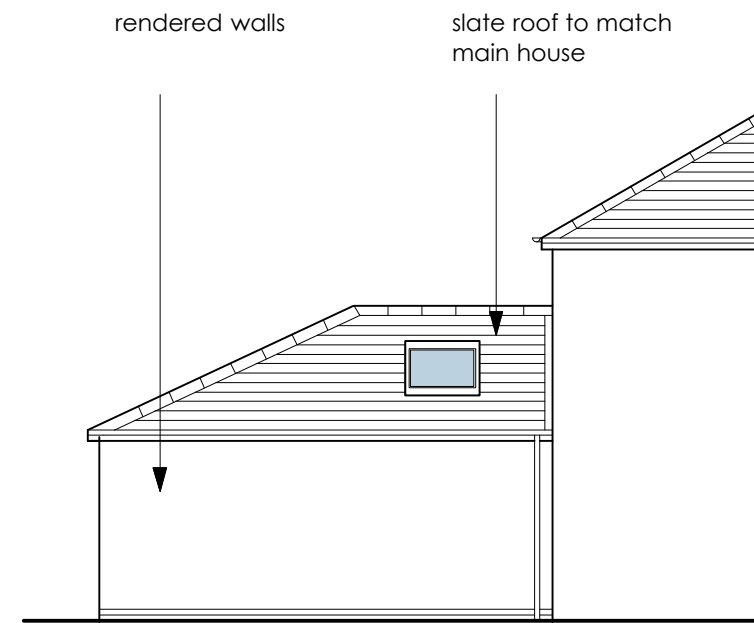 rendered walls
slate roof to match
main house